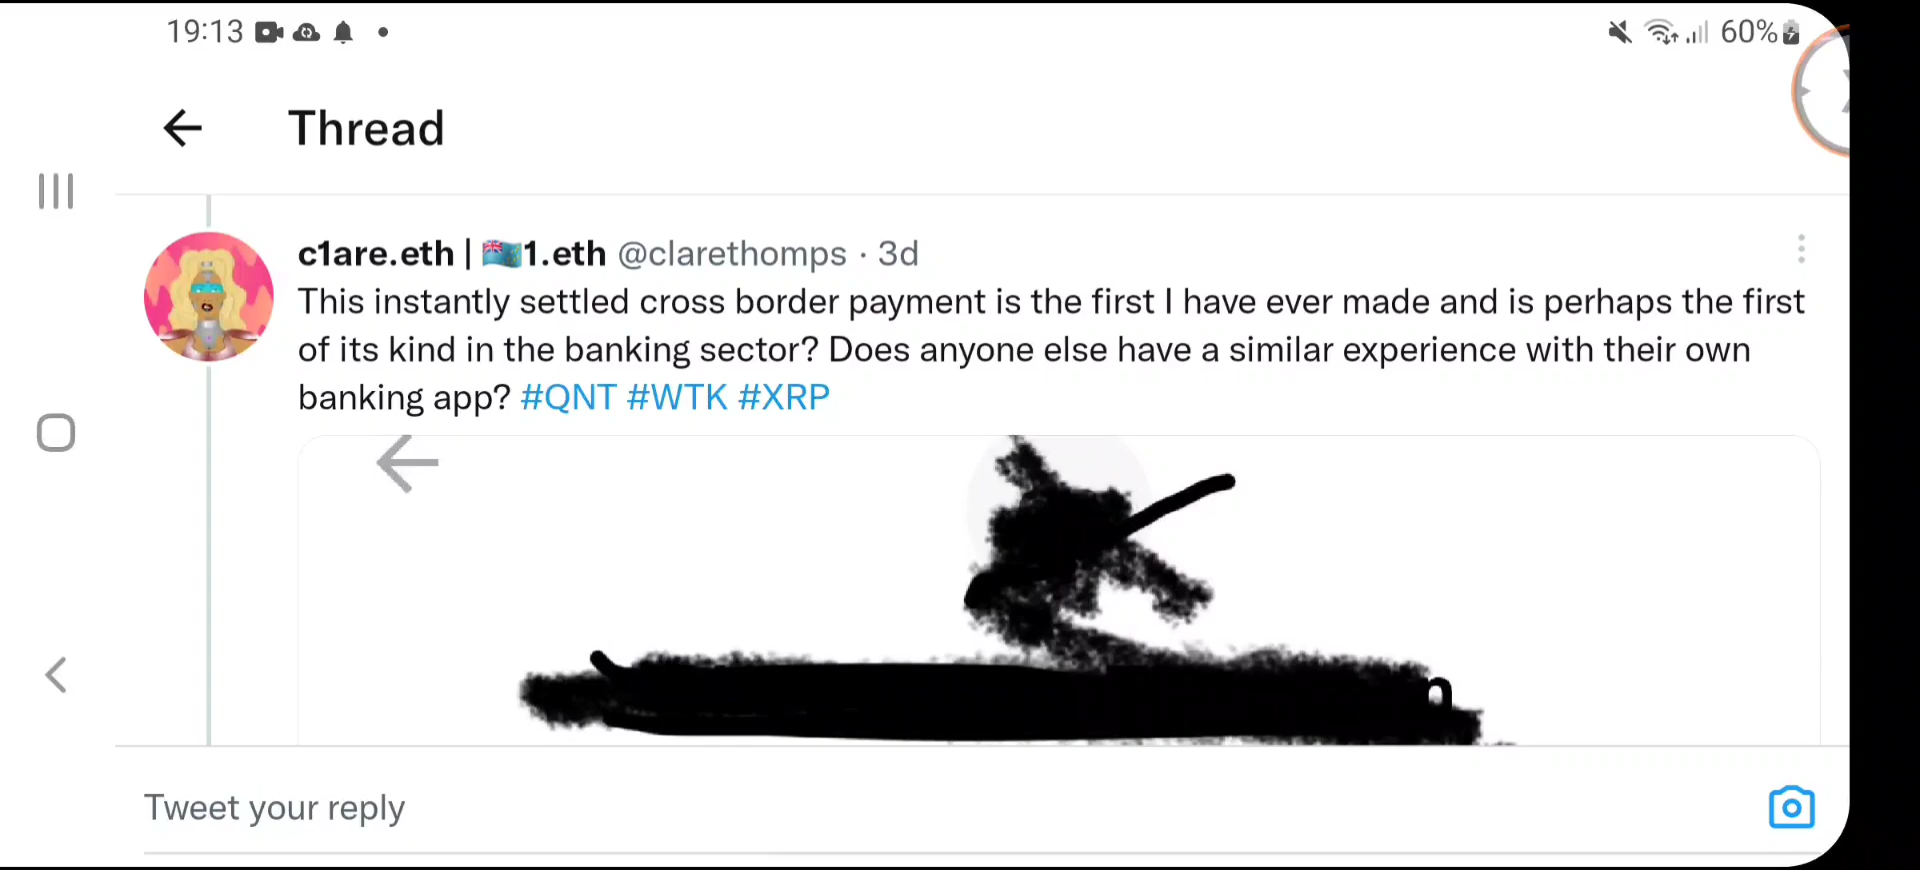 19:13
60%
Thread
c1are.eth | 🇹🇻1.eth @clarethomps · 3d
This instantly settled cross border payment is the first I have ever made and is perhaps the first
of its kind in the banking sector? Does anyone else have a similar experience with their own
banking app? #QNT #WTK #XRP
Tweet your reply